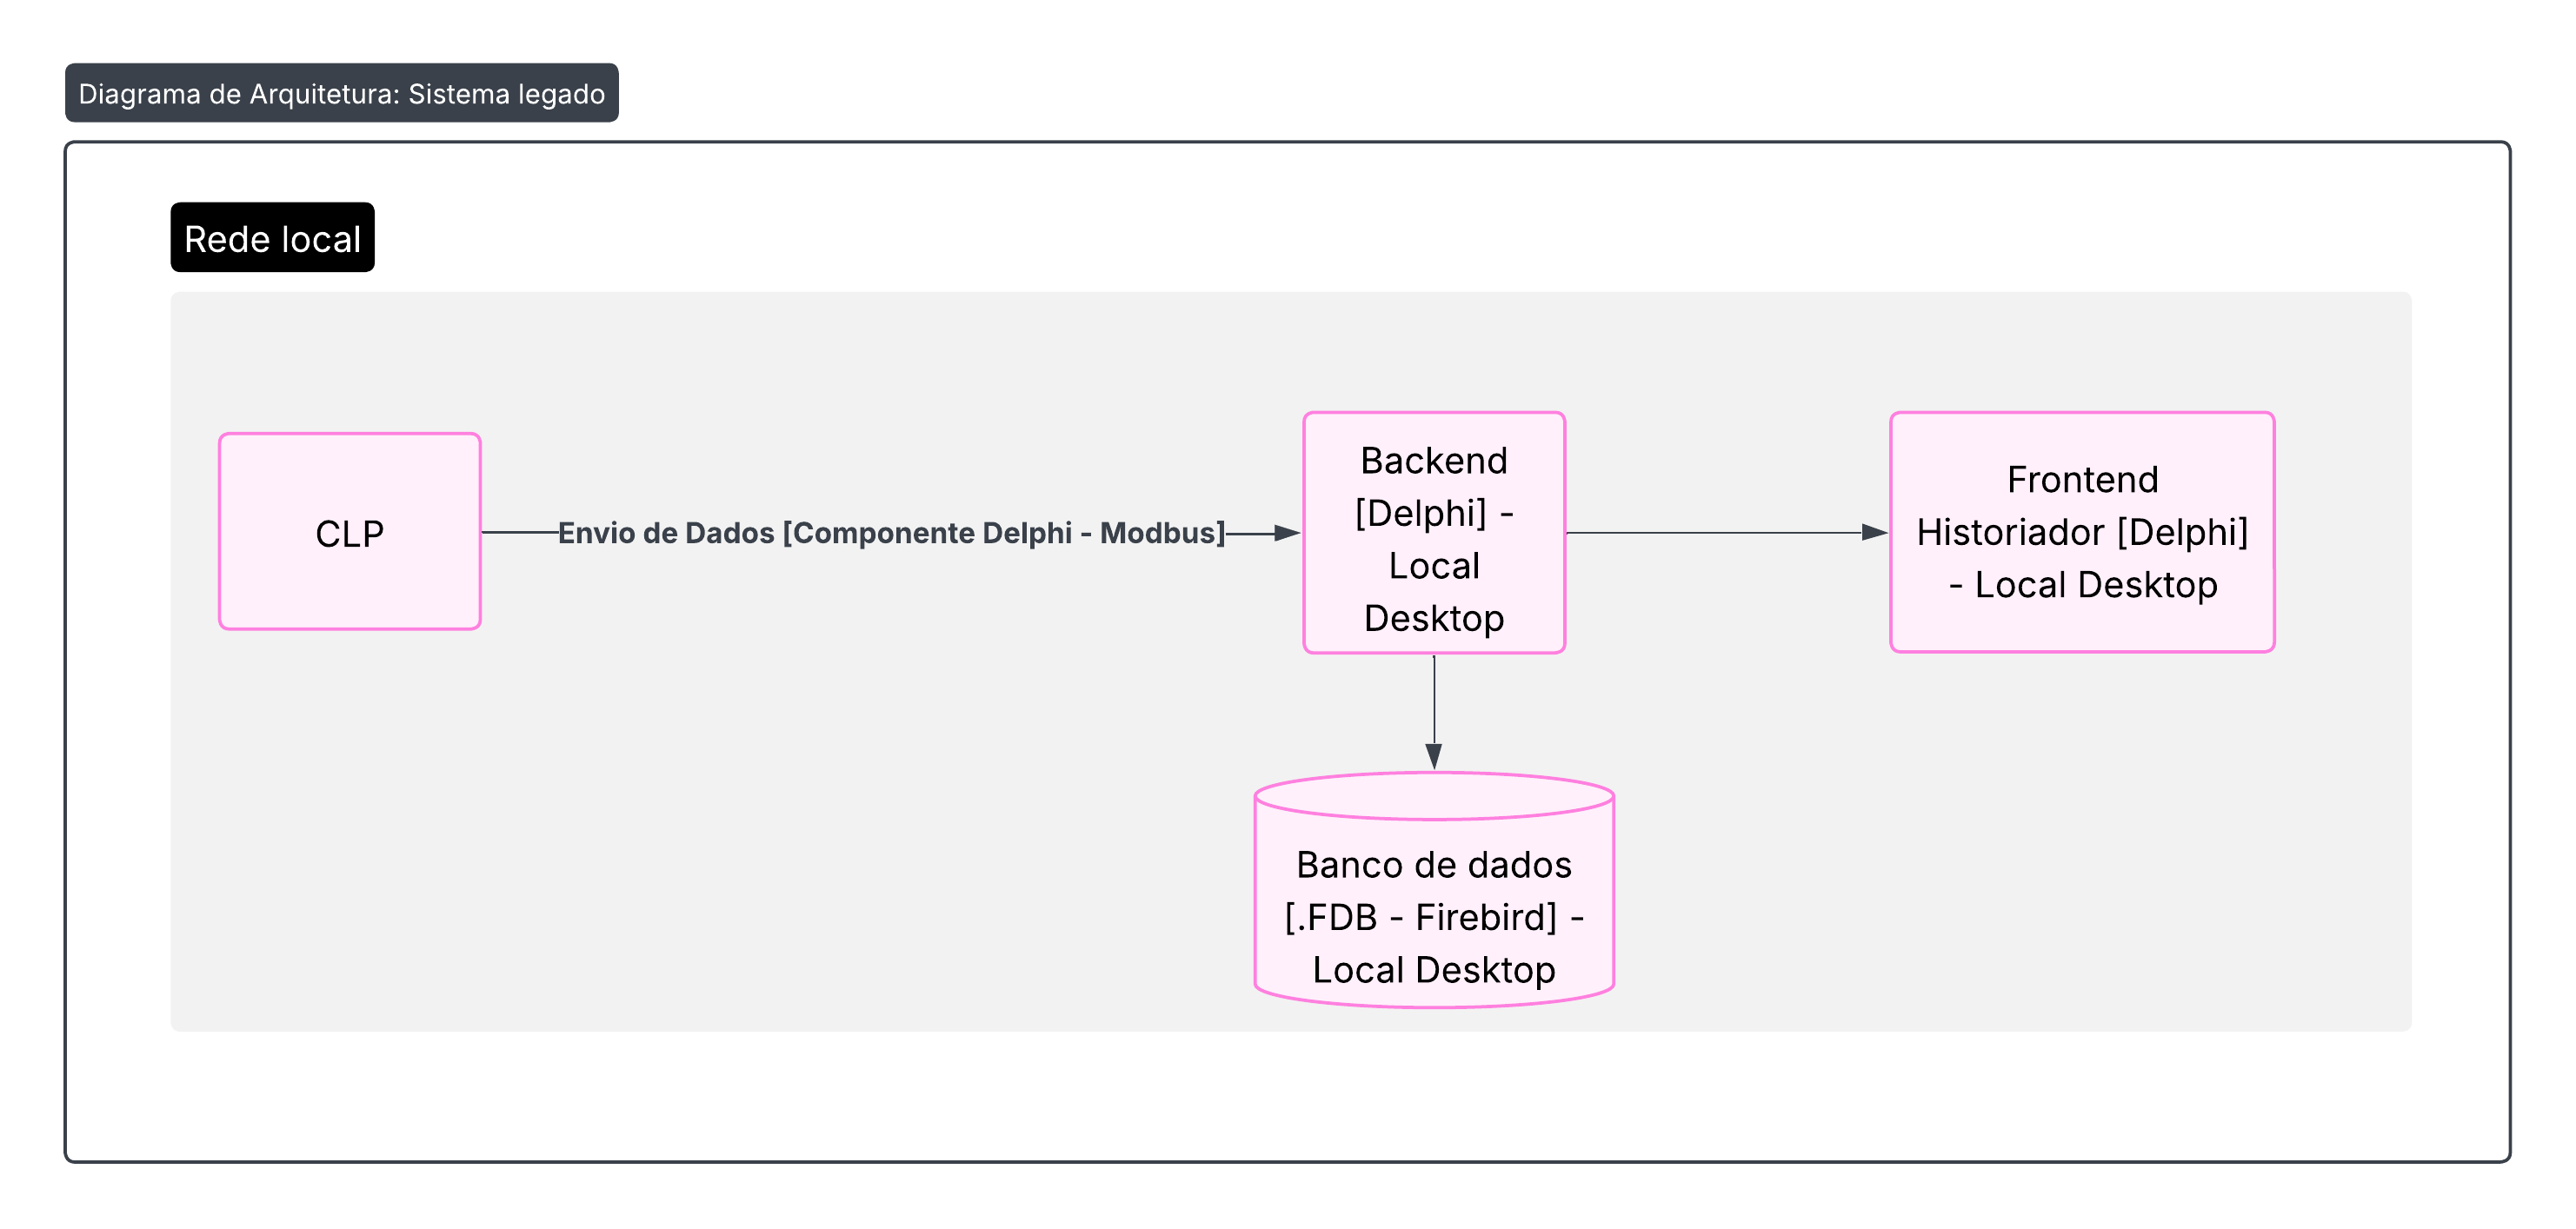 Diagrama de Arquitetura: Sistema legado
Rede local
CLP
Envio de Dados [Componente Delphi - Modbus]
Backend
[Delphi] -
Local
Desktop
Frontend
Historiador [Delphi]
- Local Desktop
Banco de dados
[.FDB - Firebird] -
Local Desktop